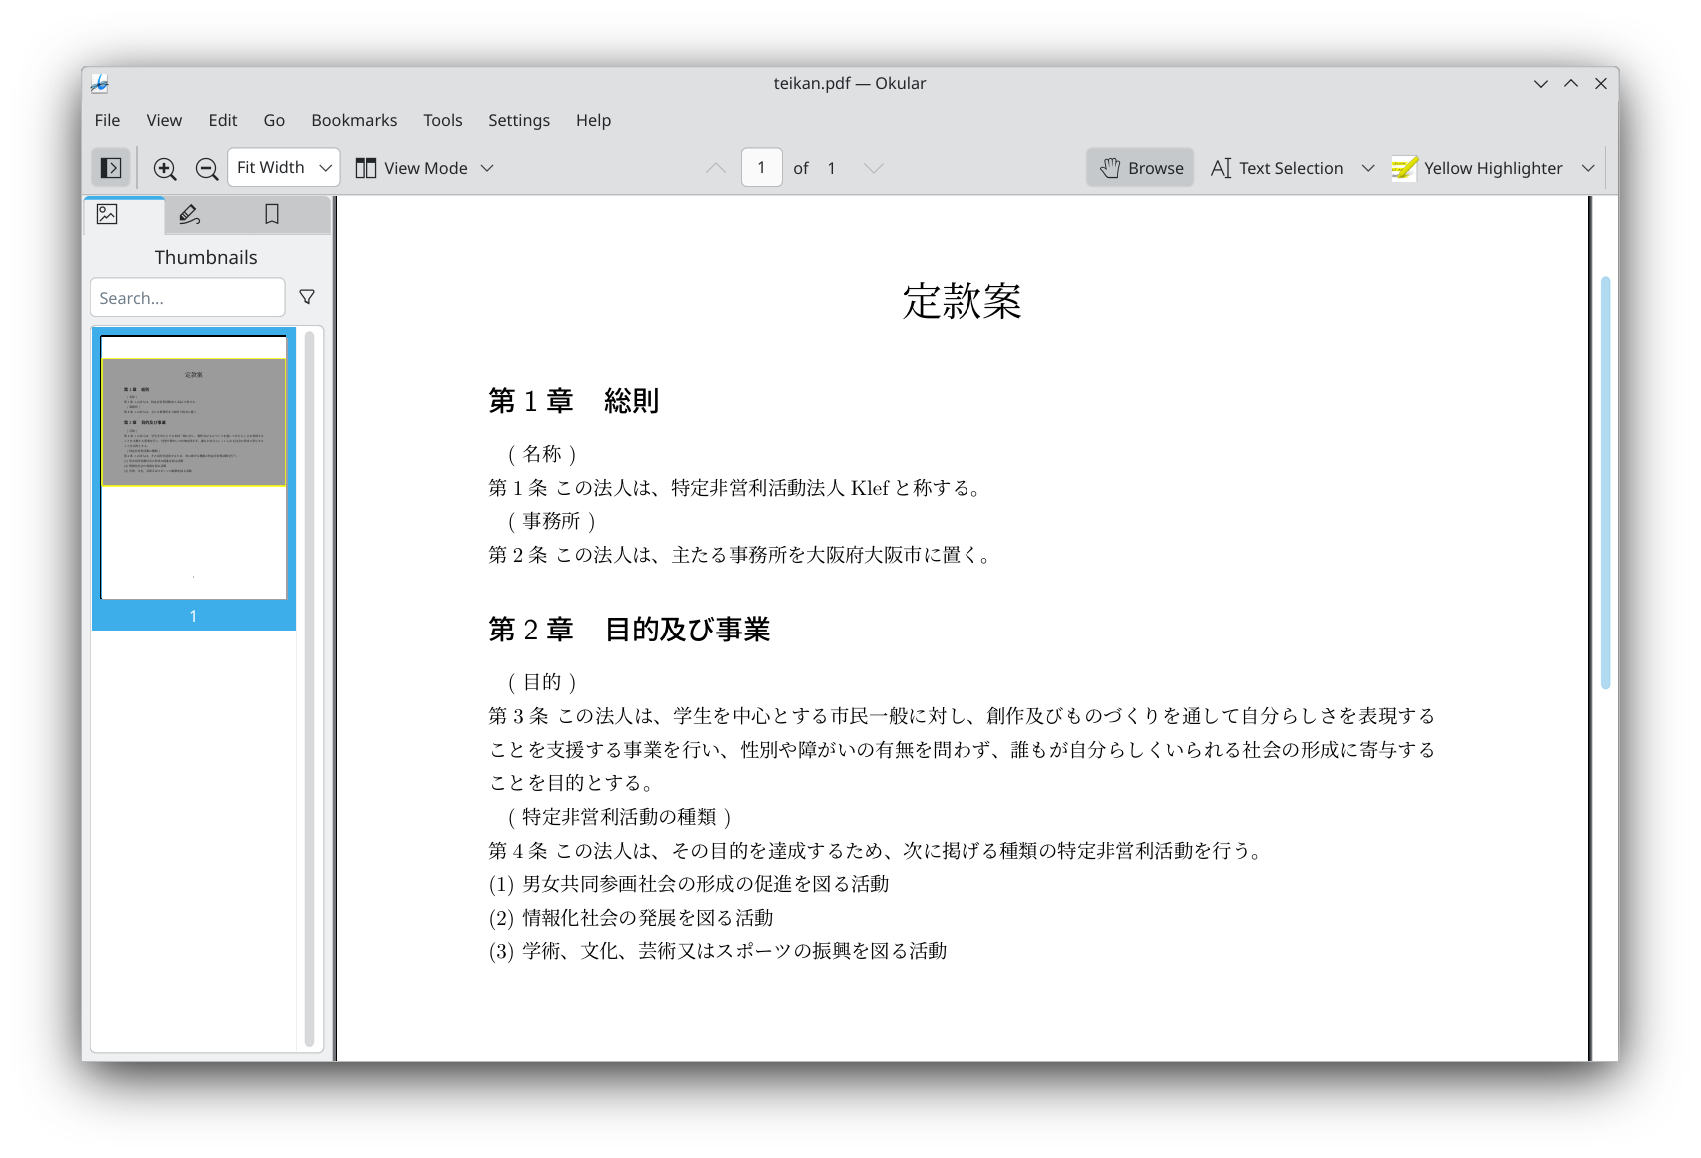 teikan.pdf — Okular
File View Edit Go Bookmarks Tools Settings Help
Fit Width View Mode 1 of 1 Browse Text Selection Yellow Highlighter
Thumbnails
Search...
1
定款案
第 1 章　総則
( 名称 )
第 1 条 この法人は、特定非営利活動法人 Klef と称する。
( 事務所 )
第 2 条 この法人は、主たる事務所を大阪府大阪市に置く。
第 2 章　目的及び事業
( 目的 )
第 3 条 この法人は、学生を中心とする市民一般に対し、創作及びものづくりを通して自分らしさを表現する
ことを支援する事業を行い、性別や障がいの有無を問わず、誰もが自分らしくいられる社会の形成に寄与する
ことを目的とする。
( 特定非営利活動の種類 )
第 4 条 この法人は、その目的を達成するため、次に掲げる種類の特定非営利活動を行う。
(1) 男女共同参画社会の形成の促進を図る活動
(2) 情報化社会の発展を図る活動
(3) 学術、文化、芸術又はスポーツの振興を図る活動